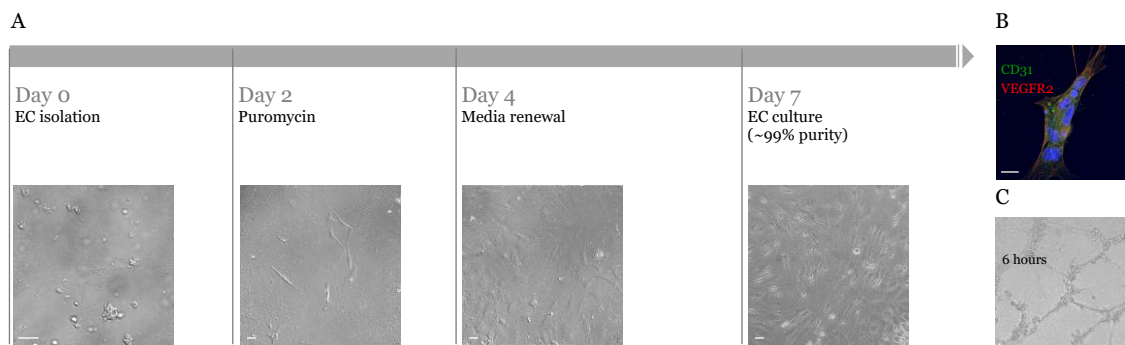 A
Day 0
EC isolation
Day 2
Puromycin
Day 4
Media renewal
Day 7
EC culture
(~99% purity)
B
CD31
VEGFR2
C
6 hours